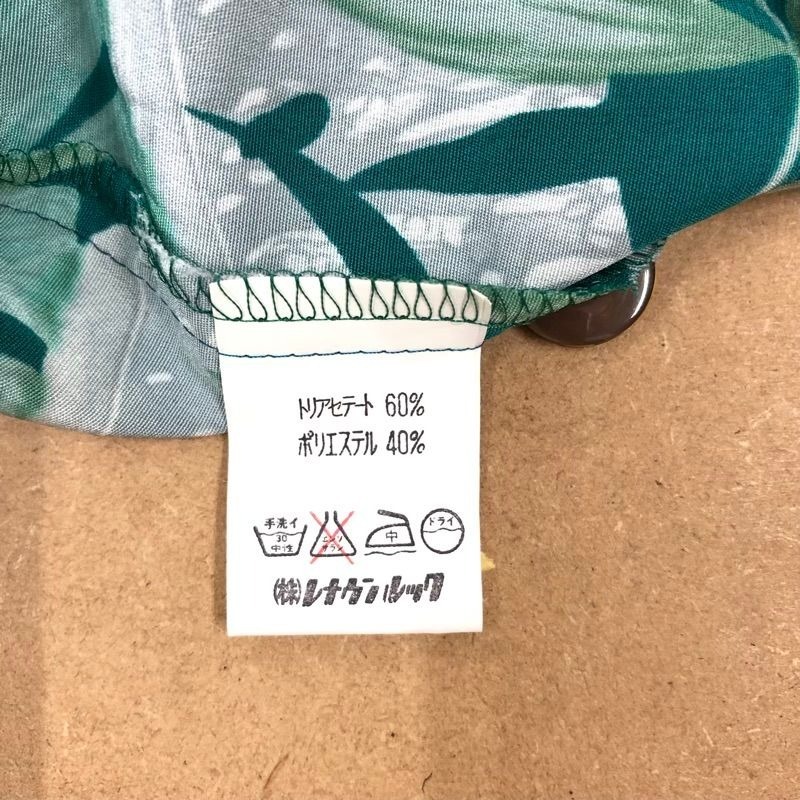 トリアセテート 60%
ポリエステル 40%
手洗イ
30
中性
エンソ
サラシ
中
ドライ
(株)レナウンルック